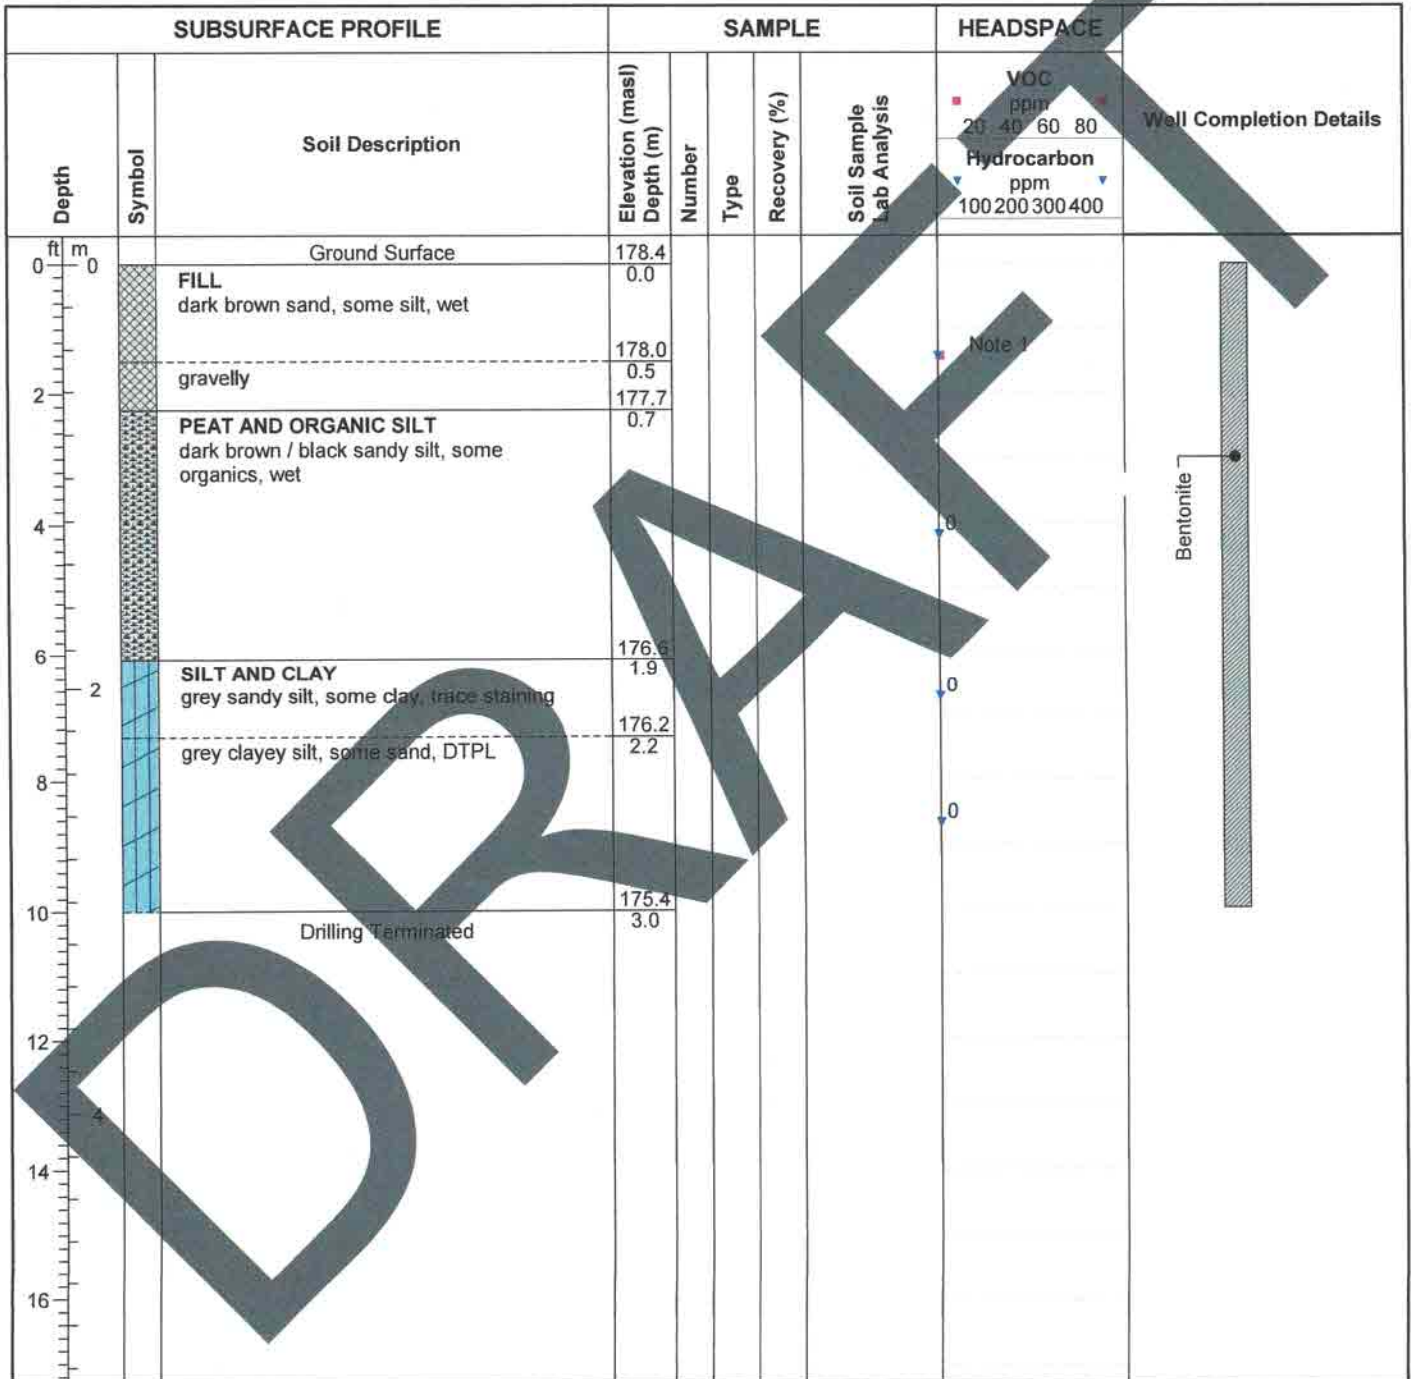 SUBSURFACE PROFILE
SAMPLE
HEADSPACE
Depth
Symbol
Soil Description
Elevation (masl)
Depth (m)
Number
Type
Recovery (%)
Soil Sample
Lab Analysis
VOC
ppm
20 40 60 80
Hydrocarbon
ppm
100 200 300 400
Well Completion Details
ft m
0 0
Ground Surface
178.4
0.0
FILL
dark brown sand, some silt, wet
178.0
0.5
Note 1
gravelly
177.7
2
0.7
PEAT AND ORGANIC SILT
dark brown / black sandy silt, some
organics, wet
Bentonite
4
0
176.6
6
1.9
SILT AND CLAY
grey sandy silt, some clay, trace staining
2
0
176.2
2.2
grey clayey silt, some sand, DTPL
8
0
175.4
10
3.0
Drilling Terminated
12
4
14
16
DRAFT